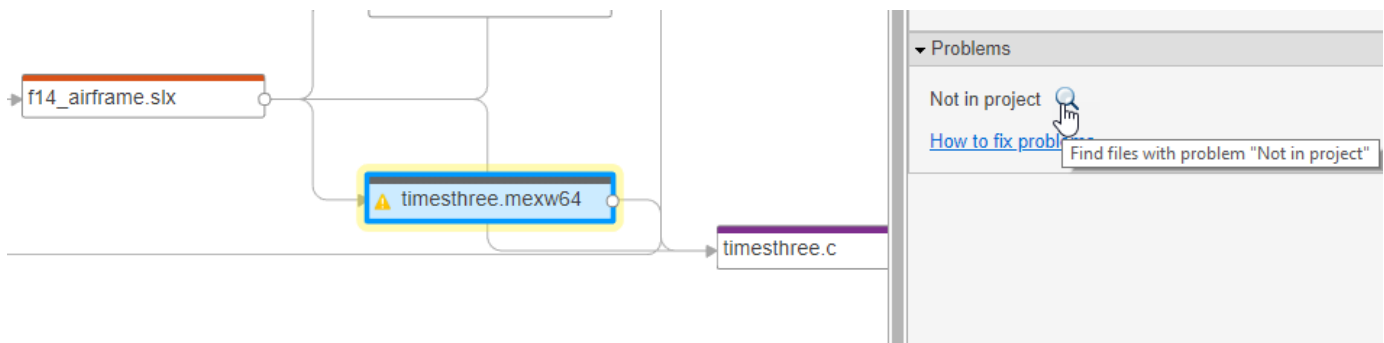 f14_airframe.slx
timesthree.mexw64
timesthree.c
Problems
Not in project
How to fix problems
Find files with problem "Not in project"